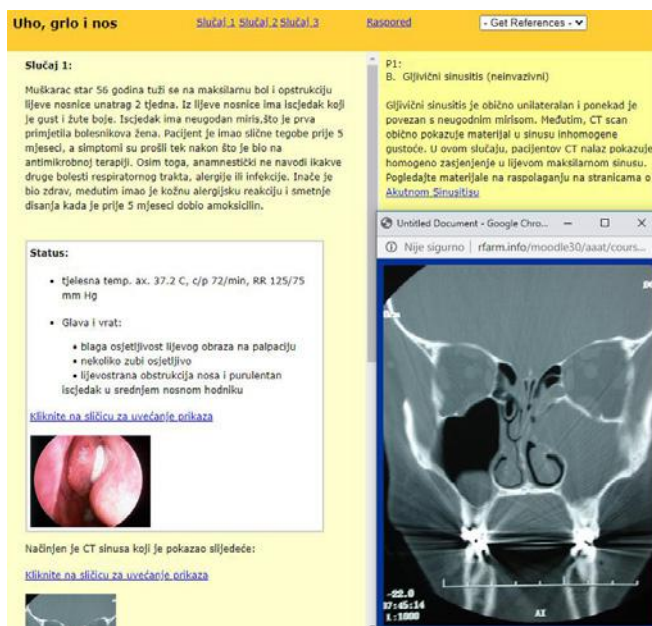 Uho, grlo i nos
Slučaj 1 Slučaj 2 Slučaj 3
Raspored
- Get References -
Slučaj 1:
Muškarac star 56 godina tuži se na maksilarnu bol i opstrukciju
lijeve nosnice unatrag 2 tjedna. Iz lijeve nosnice ima iscjedak koji
je gust i žute boje. Iscjedak ima neugodan miris,što je prva
primjetila bolesnikova žena. Pacijent je imao slične tegobe prije 5
mjeseci, a simptomi su prošli tek nakon što je bio na
antimikrobnoj terapiji. Osim toga, anamnestički ne navodi ikakve
druge bolesti respiratornog trakta, alergije ili infekcije. Inače je
bio zdrav, međutim imao je kožnu alergijsku reakciju i smetnje
disanja kada je prije 5 mjeseci dobio amoksicilin.
Status:
• tjelesna temp. ax. 37.2 C, c/p 72/min, RR 125/75
mm Hg
• Glava i vrat:
• blaga osjetljivost lijevog obraza na palpaciju
• nekoliko zubi osjetljivo
• lijevostrana obstrukcija nosa i purulentan
iscjedak u srednjem nosnom hodniku
Kliknite na sličicu za uvećanje prikaza
Načinjen je CT sinusa koji je pokazao slijedeće:
Kliknite na sličicu za uvećanje prikaza
P1:
B. Gljivični sinusitis (neinvazivni)
Gljivični sinusitis je obično unilateralan i ponekad je
povezan s neugodnim mirisom. Međutim, CT scan
obično pokazuje materijal u sinusu inhomogene
gustoće. U ovom slučaju, pacijentov CT nalaz pokazuje
homogeno zasjenjenje u lijevom maksilarnom sinusu.
Pogledajte materijale na raspolaganju na stranicama o
Akutnom Sinusitisu
Untitled Document - Google Chro...
Nije sigurno | rfarm.info/moodle30/aaat/cours...
-22.0
07:45:14
AX